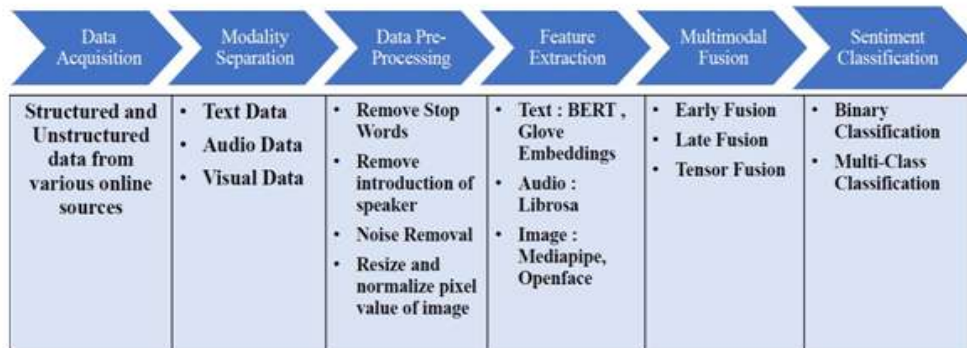 Data
Acquisition
Modality
Separation
Data Pre-
Processing
Feature
Extraction
Multimodal
Fusion
Sentiment
Classification
Structured and
Unstructured
data from
various online
sources
• Text Data
• Audio Data
• Visual Data
• Remove Stop
Words
• Remove
introduction of
speaker
• Noise Removal
• Resize and
normalize pixel
value of image
• Text : BERT ,
Glove
Embeddings
• Audio :
Librosa
• Image :
Mediapipe,
Openface
• Early Fusion
• Late Fusion
• Tensor Fusion
• Binary
Classification
• Multi-Class
Classification